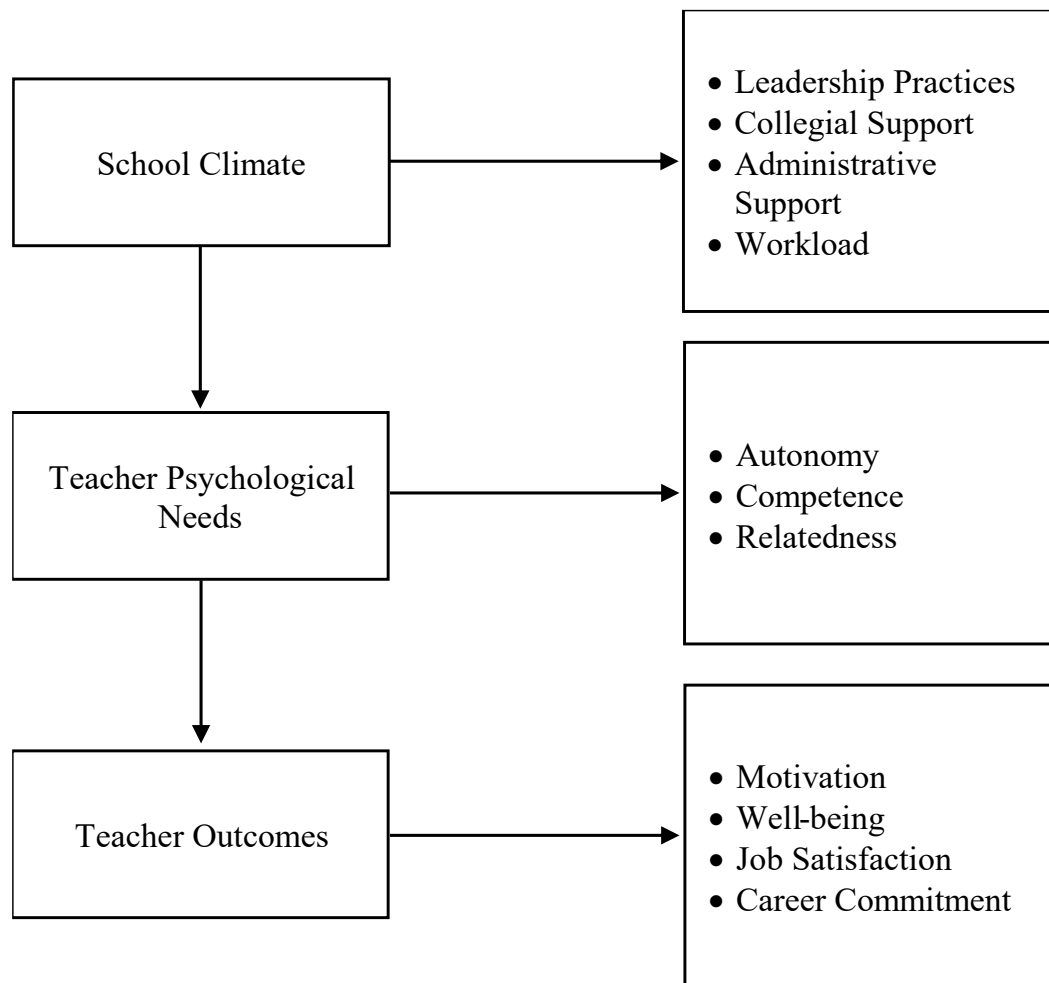 School Climate
• Leadership Practices
• Collegial Support
• Administrative
Support
• Workload
Teacher Psychological
Needs
• Autonomy
• Competence
• Relatedness
Teacher Outcomes
• Motivation
• Well-being
• Job Satisfaction
• Career Commitment